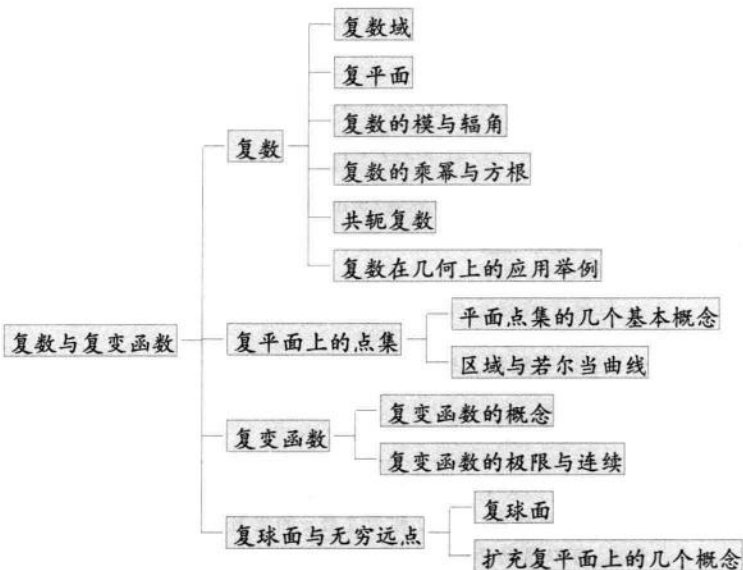 复数域
复平面
复数的模与辐角
复数
复数的乘幂与方根
共轭复数
复数在几何上的应用举例
平面点集的几个基本概念
复数与复变函数
复平面上的点集
区域与若尔当曲线
复变函数的概念
复变函数
复变函数的极限与连续
复球面
复球面与无穷远点
扩充复平面上的几个概念